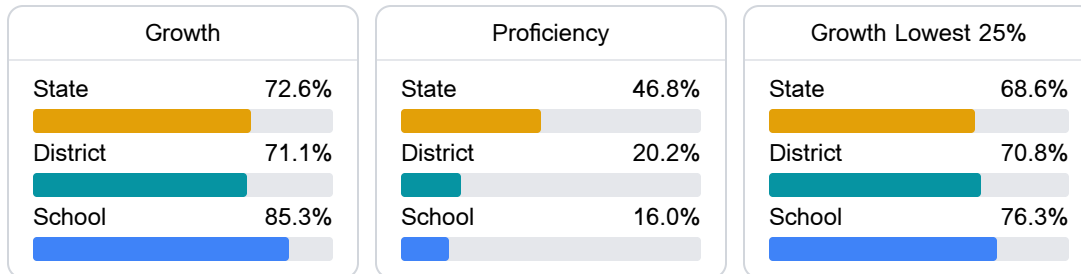 Growth
State 72.6%
District 71.1%
School 85.3%
Proficiency
State 46.8%
District 20.2%
School 16.0%
Growth Lowest 25%
State 68.6%
District 70.8%
School 76.3%